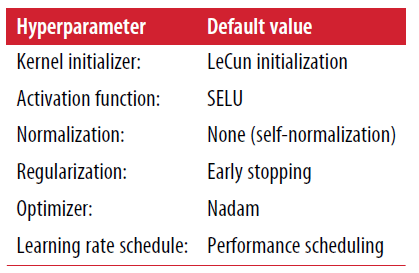 Hyperparameter Default value
Kernel initializer: LeCun initialization
Activation function: SELU
Normalization: None (self-normalization)
Regularization: Early stopping
Optimizer: Nadam
Learning rate schedule: Performance scheduling